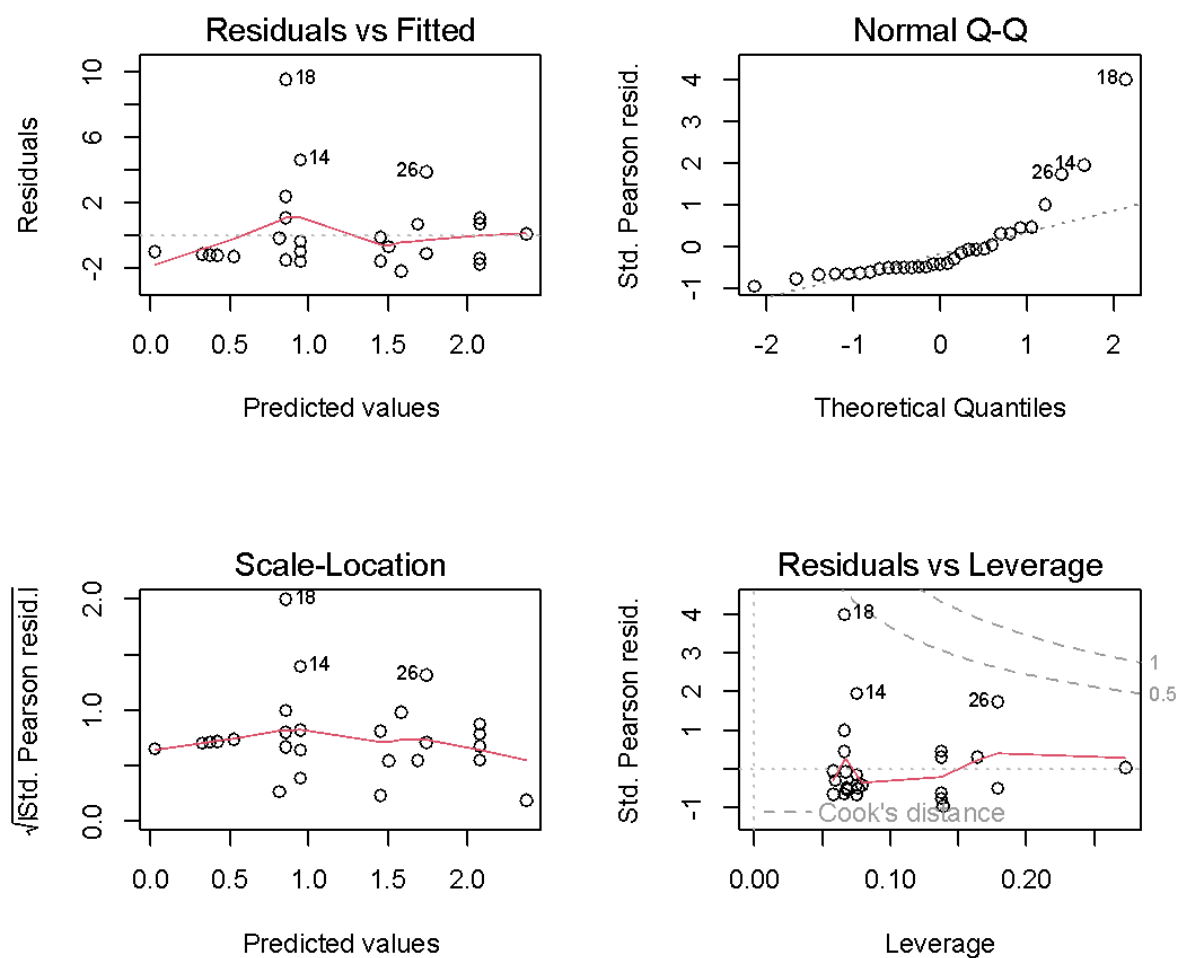 Residuals vs Fitted
Residuals
10
6
2
-2
18
14
26
0.0 0.5 1.0 1.5 2.0
Predicted values
Normal Q-Q
Std. Pearson resid.
4
3
2
1
0
-1
18
14
26
-2 -1 0 1 2
Theoretical Quantiles
Scale-Location
√|Std. Pearson resid.|
2.0
1.0
0.0
18
14
26
0.0 0.5 1.0 1.5 2.0
Predicted values
Residuals vs Leverage
Std. Pearson resid.
4
3
2
1
-1
18
14
26
1
0.5
Cook's distance
0.00 0.10 0.20
Leverage